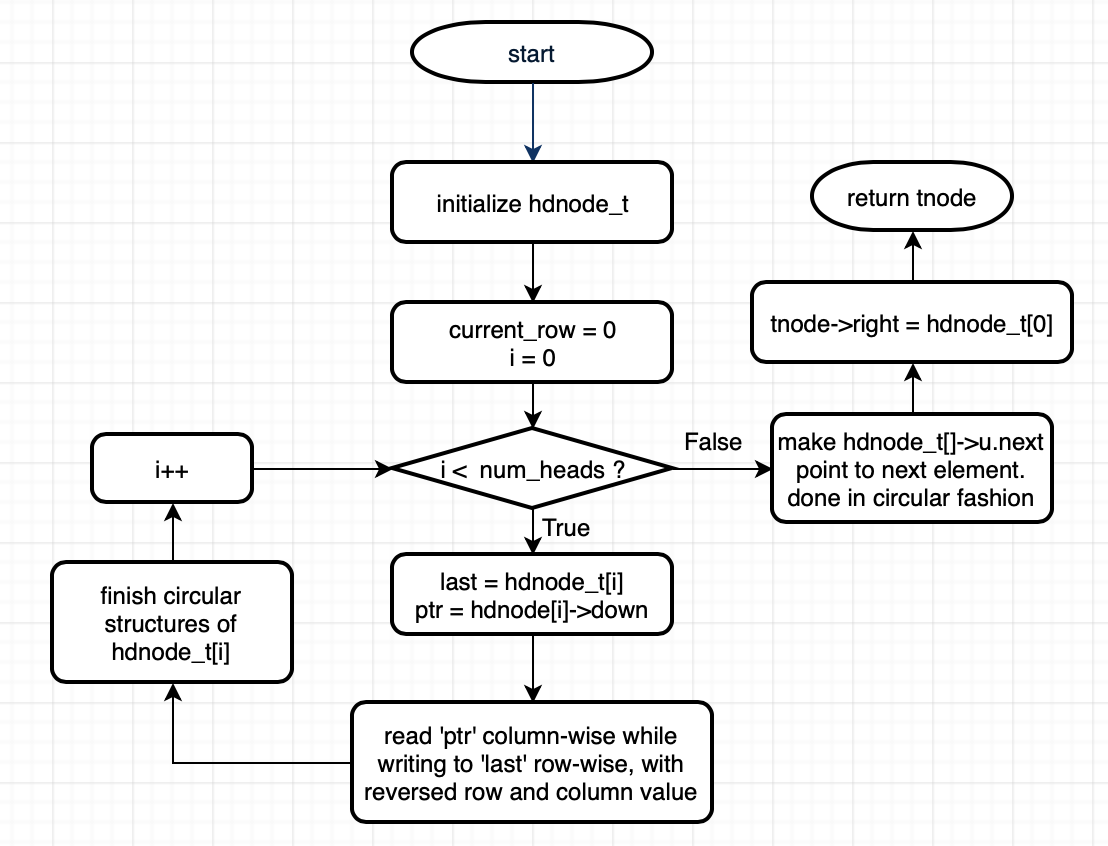 start
initialize hdnode_t
current_row = 0
i = 0
i < num_heads ?
False
True
last = hdnode_t[i]
ptr = hdnode[i]->down
read 'ptr' column-wise while
writing to 'last' row-wise, with
reversed row and column value
finish circular
structures of
hdnode_t[i]
i++
make hdnode_t[]->u.next
point to next element.
done in circular fashion
tnode->right = hdnode_t[0]
return tnode